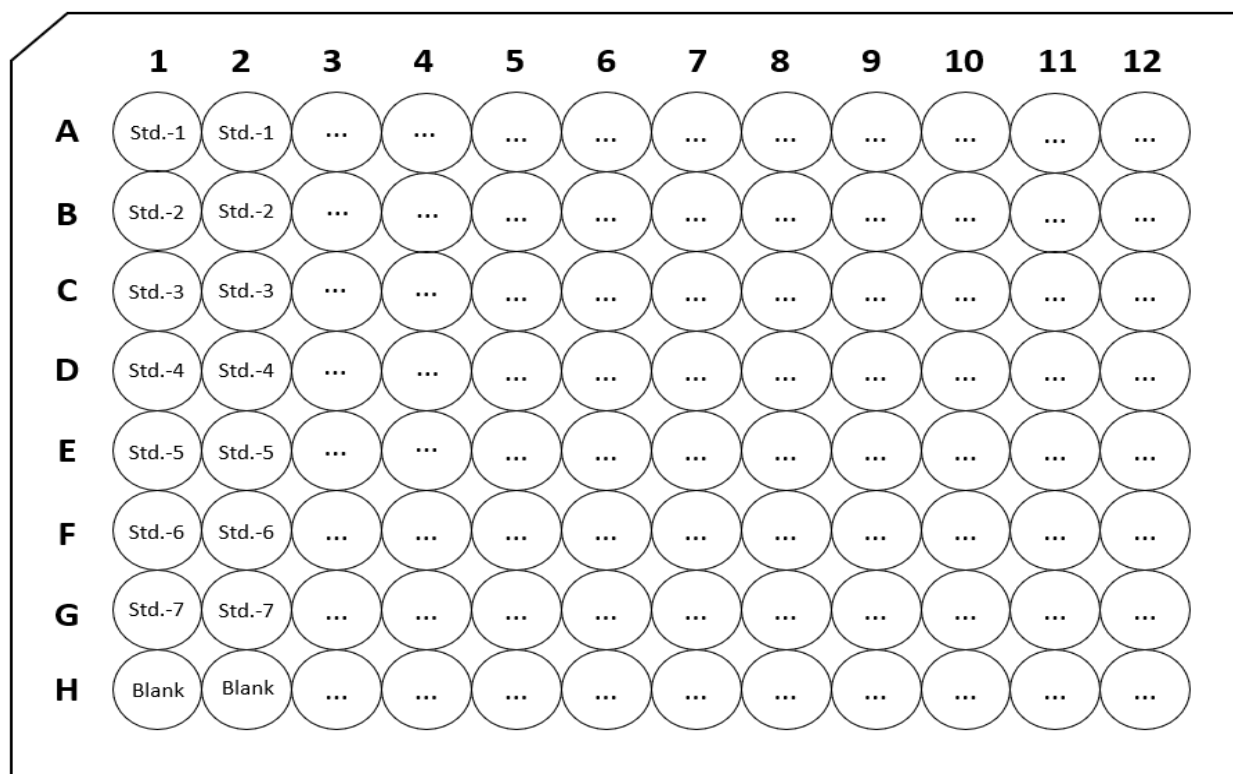 1 2 3 4 5 6 7 8 9 10 11 12
A Std.-1 Std.-1 ... ... ... ... ... ... ... ... ... ...
B Std.-2 Std.-2 ... ... ... ... ... ... ... ... ... ...
C Std.-3 Std.-3 ... ... ... ... ... ... ... ... ... ...
D Std.-4 Std.-4 ... ... ... ... ... ... ... ... ... ...
E Std.-5 Std.-5 ... ... ... ... ... ... ... ... ... ...
F Std.-6 Std.-6 ... ... ... ... ... ... ... ... ... ...
G Std.-7 Std.-7 ... ... ... ... ... ... ... ... ... ...
H Blank Blank ... ... ... ... ... ... ... ... ... ...